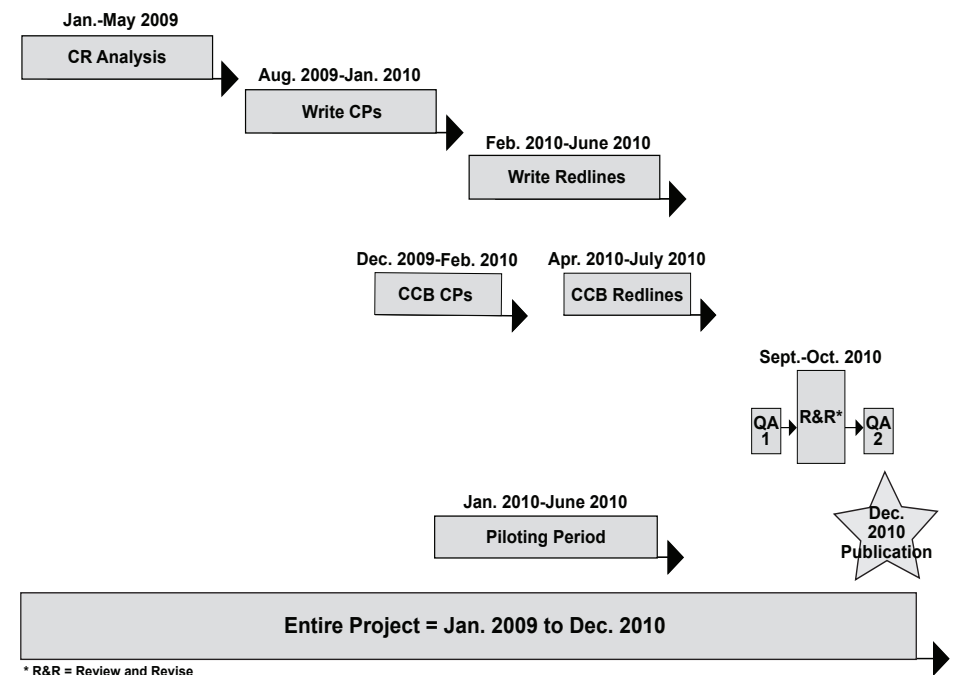 Jan.-May 2009
CR Analysis
Aug. 2009-Jan. 2010
Write CPs
Feb. 2010-June 2010
Write Redlines
Dec. 2009-Feb. 2010
CCB CPs
Apr. 2010-July 2010
CCB Redlines
Sept.-Oct. 2010
QA
1
R&R*
QA
2
Jan. 2010-June 2010
Piloting Period
Dec.
2010
Publication
Entire Project = Jan. 2009 to Dec. 2010
* R&R = Review and Revise